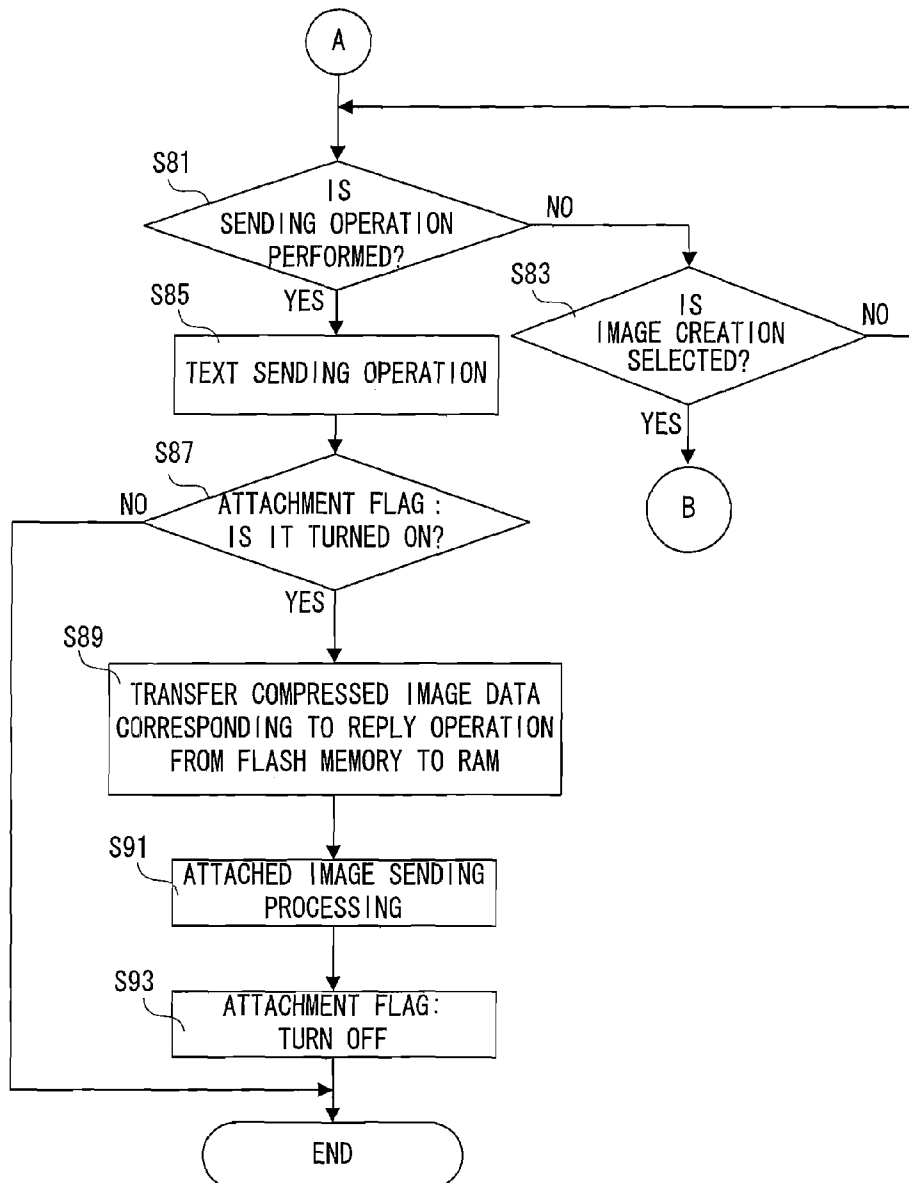 A
S81
IS
SENDING OPERATION
PERFORMED?
NO
YES
S83
IS
IMAGE CREATION
SELECTED?
NO
YES
B
S85
TEXT SENDING OPERATION
S87
NO
ATTACHMENT FLAG:
IS IT TURNED ON?
YES
S89
TRANSFER COMPRESSED IMAGE DATA
CORRESPONDING TO REPLY OPERATION
FROM FLASH MEMORY TO RAM
S91
ATTACHED IMAGE SENDING
PROCESSING
S93
ATTACHMENT FLAG:
TURN OFF
END